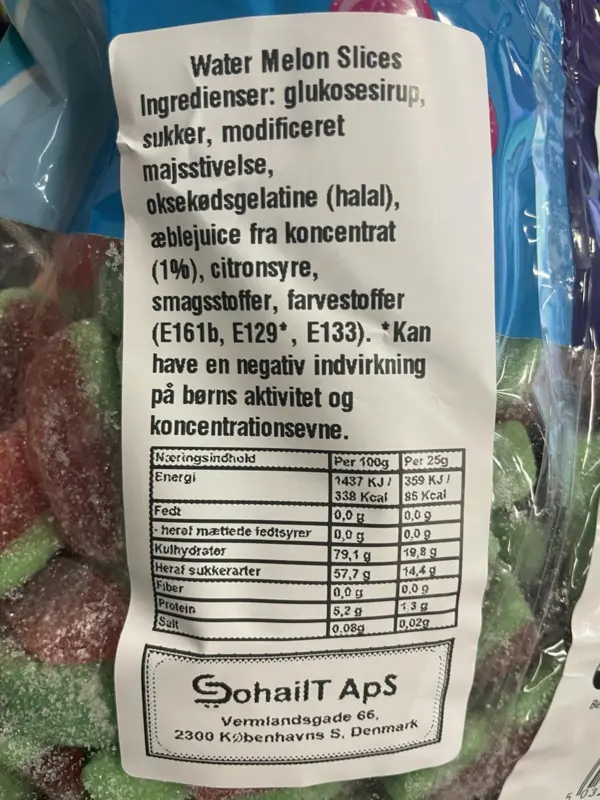 Water Melon Slices
Ingredienser: glukosesirup,
sukker, modificeret
majsstivelse,
oksekødsgelatine (halal),
æblejuice fra koncentrat
(1%), citronsyre,
smagsstoffer, farvestoffer
(E161b, E129*, E133). *Kan
have en negativ indvirkning
på børns aktivitet og
koncentrationsevne.
Næringsindhold Per 100g Per 25g
Energi 1437 KJ / 338 Kcal 359 KJ / 85 Kcal
Fedt 0,0 g 0,0 g
- heraf mættede fedtsyrer 0,0 g 0,0 g
Kulhydrater 79,1 g 19,8 g
Heraf sukkerarter 57,7 g 14,4 g
Fiber 0,0 g 0,0 g
Protein 5,2 g 1 3 g
Salt 0,08g 0,02g
SohailT ApS
Vermlandsgade 66,
2300 Københavns S, Denmark